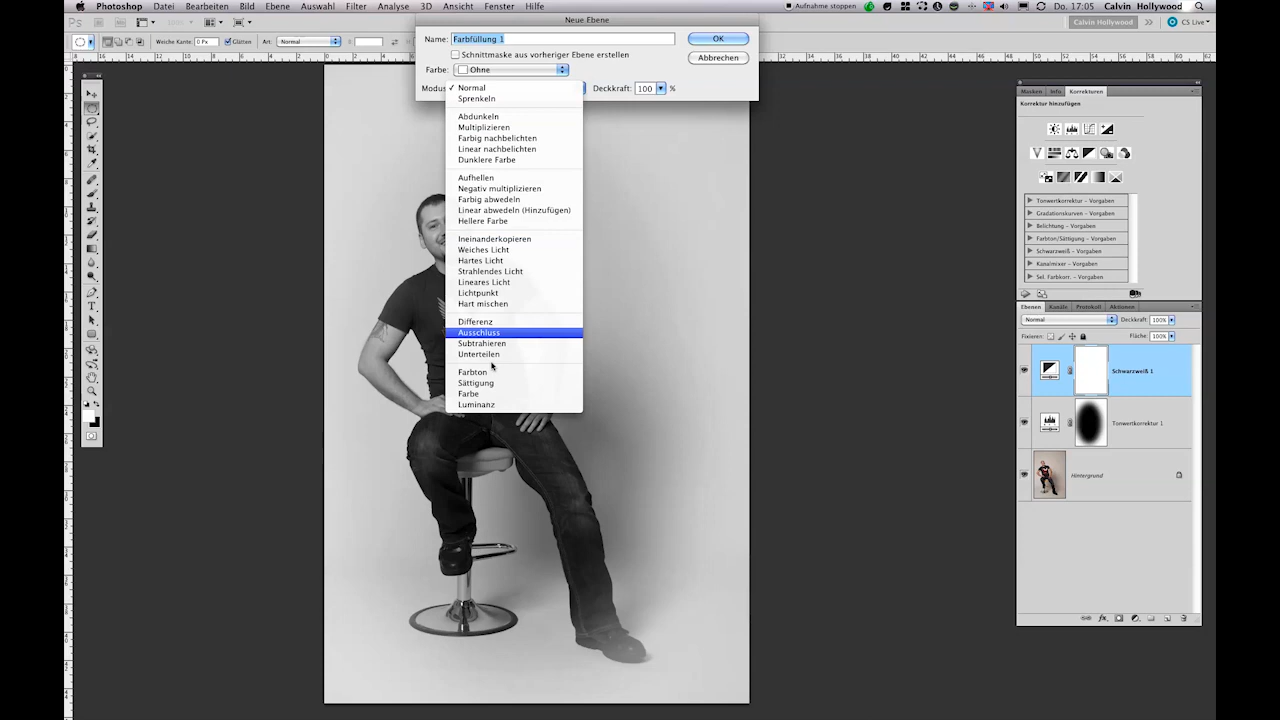 Photoshop Datei Bearbeiten Bild Ebene Auswahl Filter Analyse 3D Ansicht Fenster Hilfe Aufnahme stoppen Do. 17:05 Calvin Hollywood
Neue Ebene
Calvin Hollywood
CS Live
Weiche Kante: 0 Px
Glätten
Art: Normal
Name: Farbfüllung 1
OK
Schnittmaske aus vorheriger Ebene erstellen
Abbrechen
Farbe: Ohne
Modus
Deckkraft: 100 %
✓ Normal
Sprenkeln
Abdunkeln
Multiplizieren
Farbig nachbelichten
Linear nachbelichten
Dunklere Farbe
Aufhellen
Negativ multiplizieren
Farbig abwedeln
Linear abwedeln (Hinzufügen)
Hellere Farbe
Ineinanderkopieren
Weiches Licht
Hartes Licht
Strahlendes Licht
Lineares Licht
Lichtpunkt
Hart mischen
Differenz
Ausschluss
Subtrahieren
Unterteilen
Farbton
Sättigung
Farbe
Luminanz
Masken Info Korrekturen
Korrektur hinzufügen
Tonwertkorrektur - Vorgaben
Gradationskurven - Vorgaben
Belichtung - Vorgaben
Farbton/Sättigung - Vorgaben
Schwarzweiß - Vorgaben
Kanalmixer - Vorgaben
Sel. Farbkorr. - Vorgaben
Ebenen Kanäle Protokoll Aktionen
Normal
Deckkraft: 100%
Fixieren:
Fläche: 100%
Schwarzweiß 1
Tonwertkorrektur 1
Hintergrund